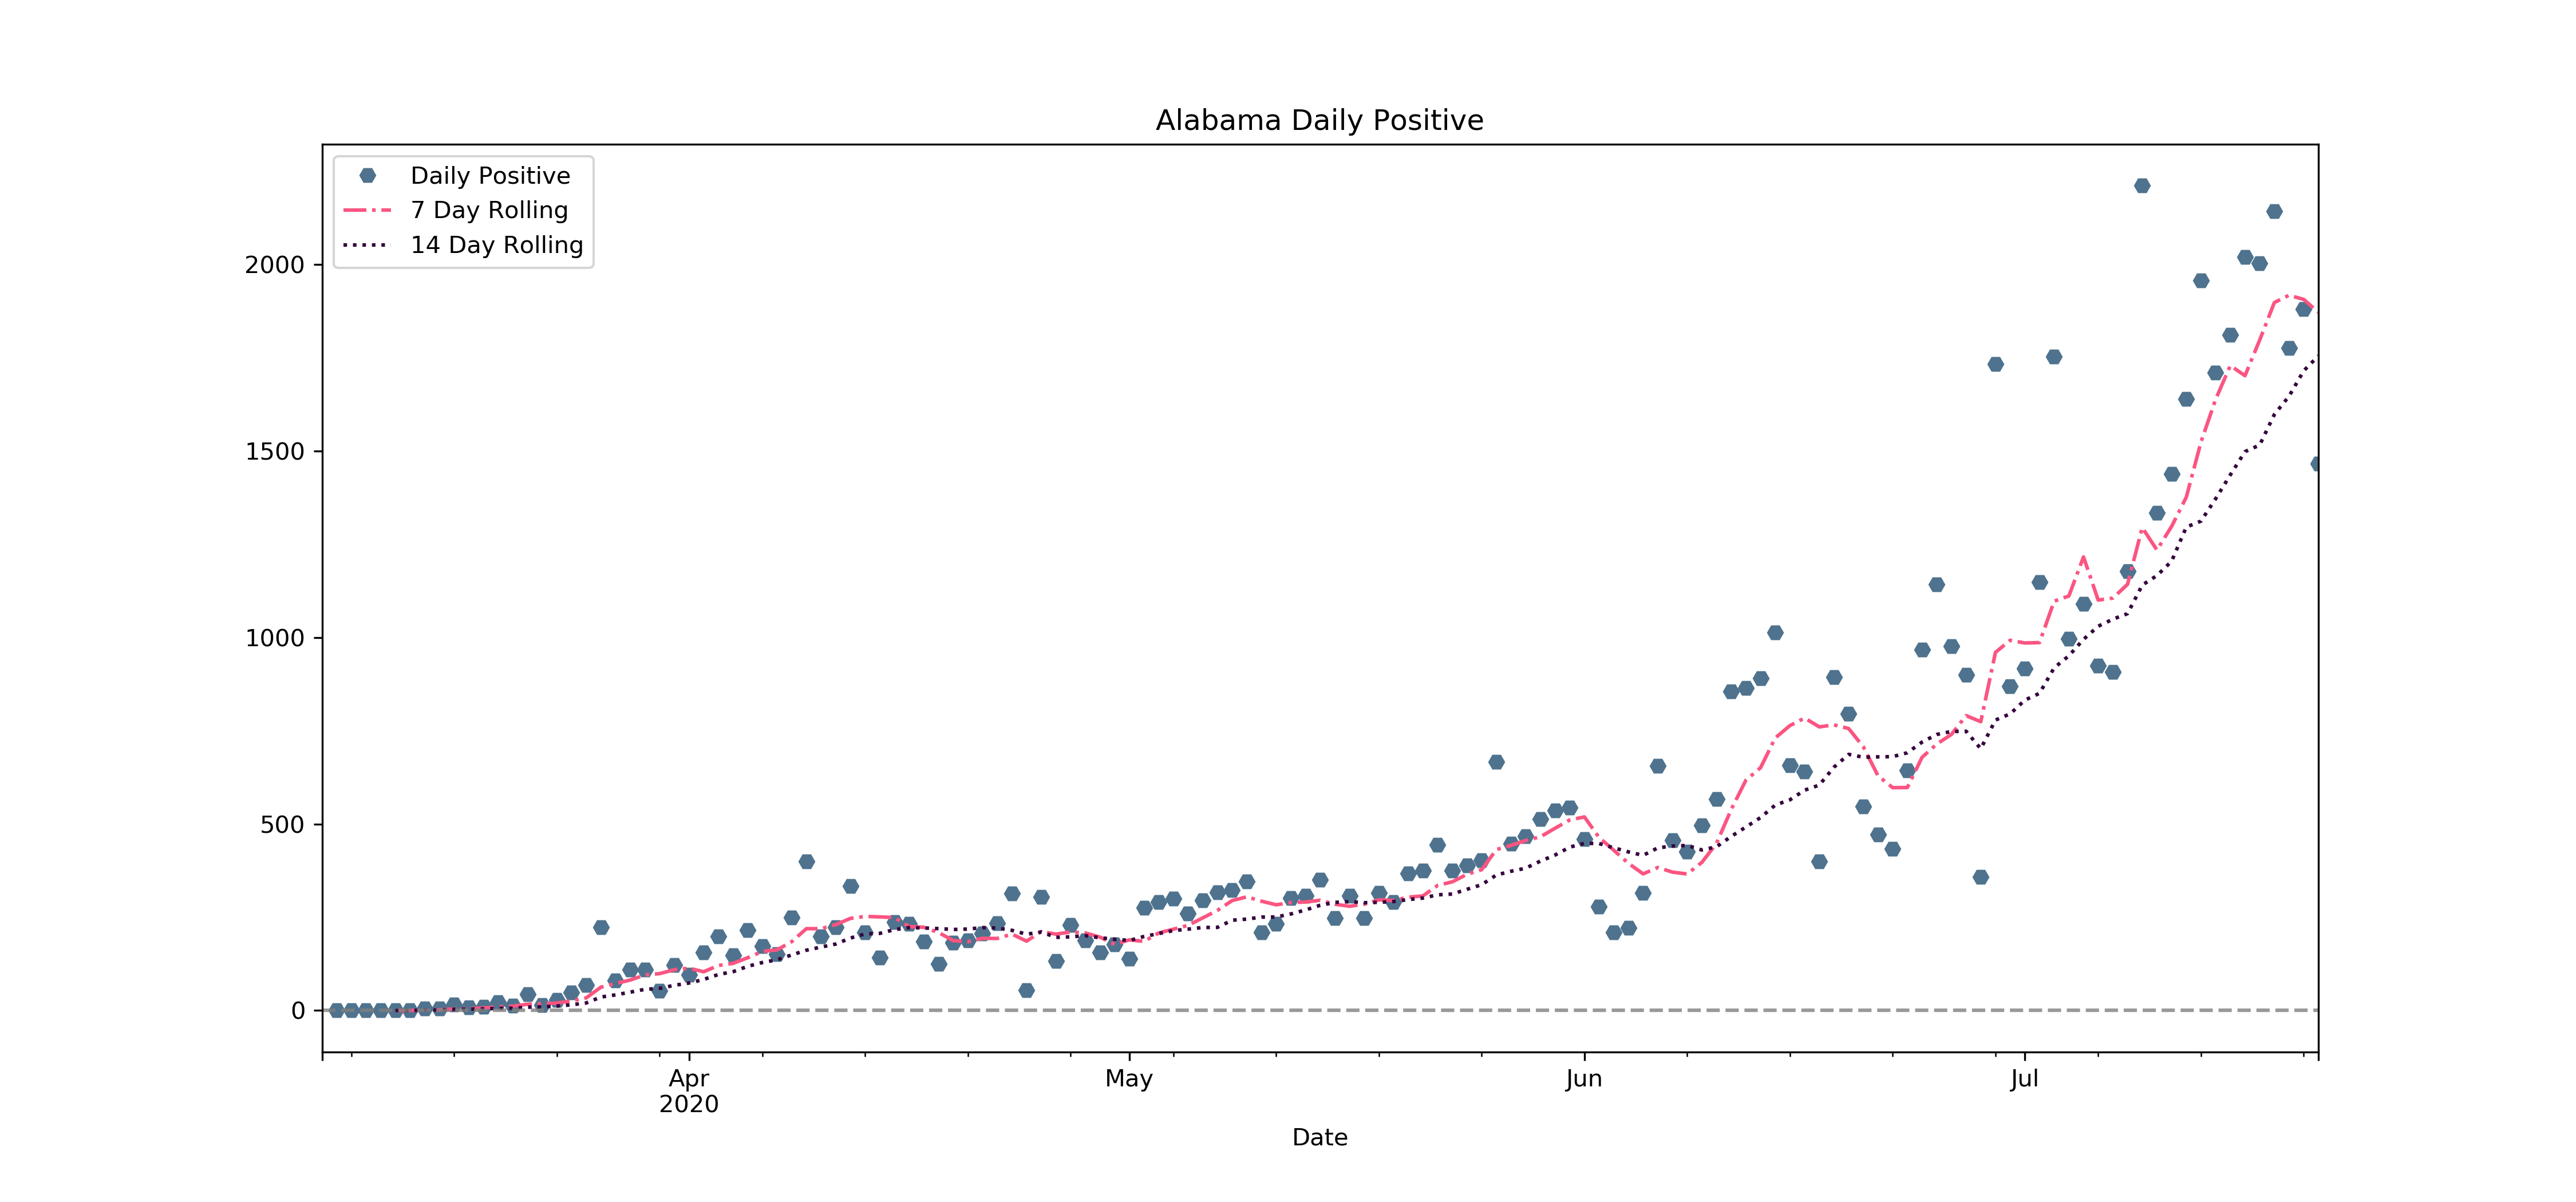 Alabama Daily Positive
Daily Positive
7 Day Rolling
14 Day Rolling
2000
1500
1000
500
0
Apr
2020
May
Jun
Jul
Date